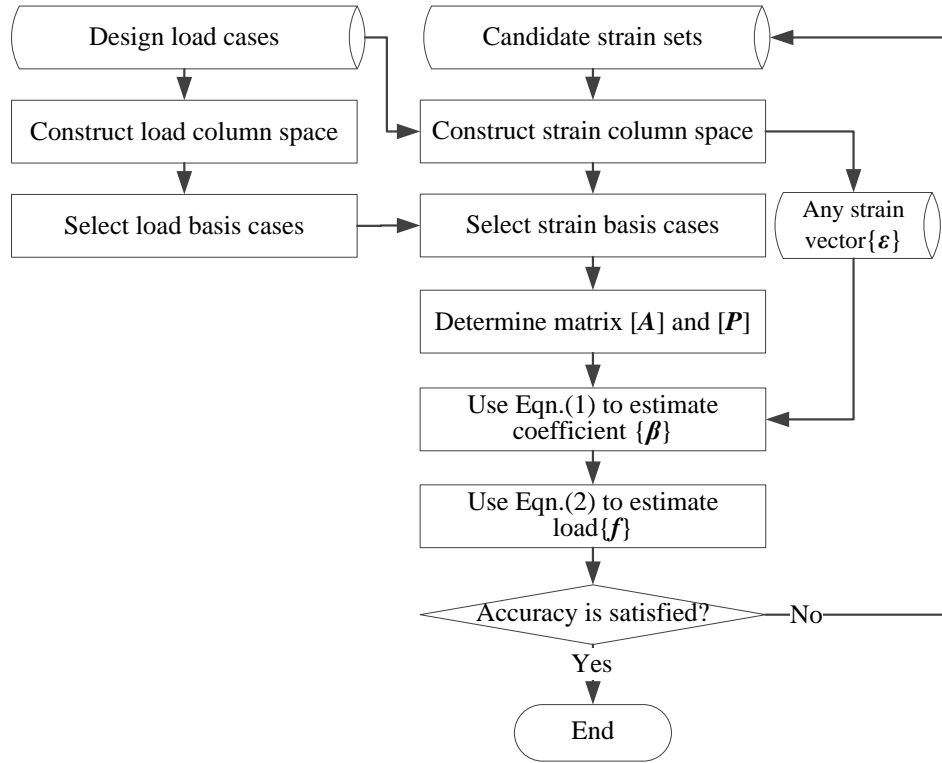 Design load cases
Candidate strain sets
Construct load column space
Construct strain column space
Select load basis cases
Select strain basis cases
Any strain
vector{ε}
Determine matrix [A] and [P]
Use Eqn.(1) to estimate
coefficient {β}
Use Eqn.(2) to estimate
load{f}
Accuracy is satisfied?
No
Yes
End